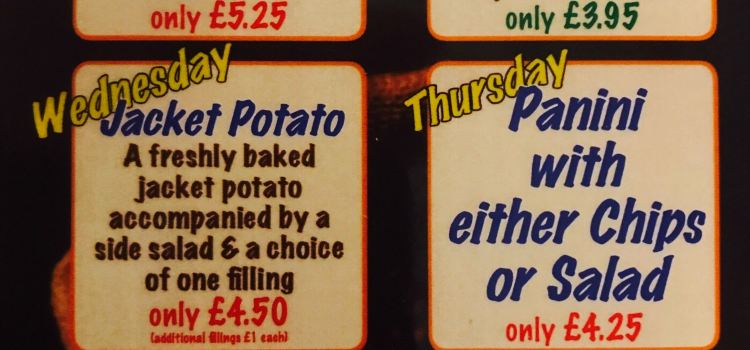 only £5.25
only £3.95
Wednesday
Jacket Potato
A freshly baked
jacket potato
accompanied by a
side salad & a choice
of one filling
only £4.50
(additional fillings £1 each)
Thursday
Panini
with
either Chips
or Salad
only £4.25